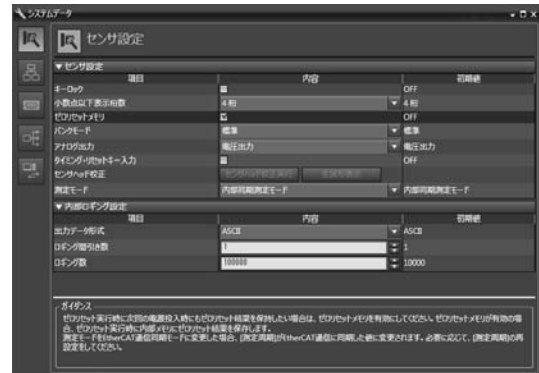 システムデータ
センサ設定
▼センサ設定
項目 内容 初期値
キーロック OFF
小数点以下表示桁数 4 桁 4 桁
ゼロリセットメモリ OFF
バンクモード 標準 標準
アナログ出力 電圧出力 電圧出力
タイミング・リセットキー入力 OFF
センサヘッド校正 センサヘッド校正実行
測定モード 内部同期測定モード 内部同期測定モード
▼内部ロギング設定
項目 内容 初期値
出力データ形式 ASCII ASCII
ロギング間引き数 1 1
ロギング数 100000 10000
ガイダンス
ゼロリセット実行時に次回の電源投入時にもゼロリセット結果を保持したい場合は、ゼロリセットメモリを有効にしてください。ゼロリセットメモリが有効の場
合、ゼロリセット実行時に内部メモリにゼロリセット結果を保存します。
測定モードをEtherCAT通信同期モードに変更した場合、[測定周期]がEtherCAT通信に同期した値に変更されます。必要に応じて、[測定周期]の再
設定をしてください。